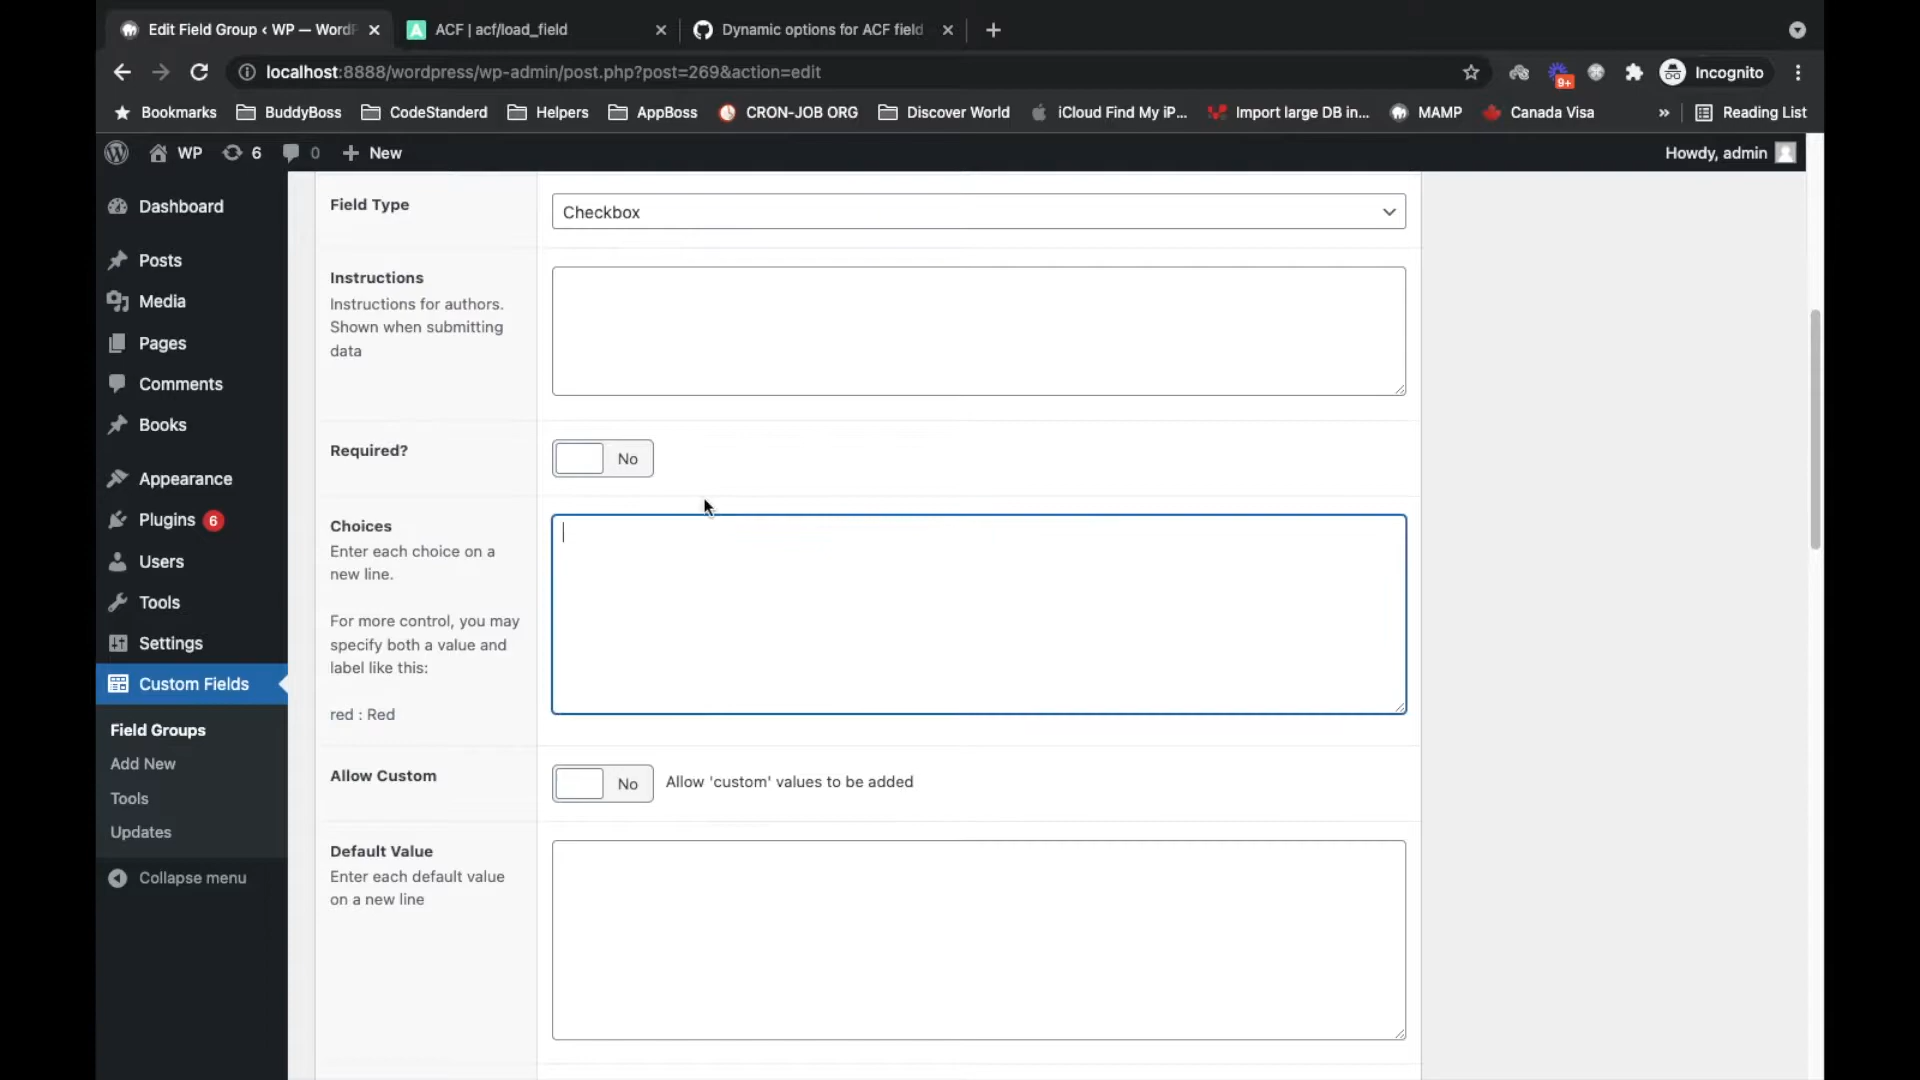 Edit Field Group ‹ WP — WordP
ACF | acf/load_field
Dynamic options for ACF field
localhost:8888/wordpress/wp-admin/post.php?post=269&action=edit
9+
Incognito
Bookmarks
BuddyBoss
CodeStanderd
Helpers
AppBoss
CRON-JOB ORG
Discover World
iCloud Find My iP...
Import large DB in...
MAMP
Canada Visa
»
Reading List
WP
6
0
New
Howdy, admin
Dashboard
Posts
Media
Pages
Comments
Books
Appearance
Plugins 6
Users
Tools
Settings
Custom Fields
Field Groups
Add New
Tools
Updates
Collapse menu
Field Type
Checkbox
Instructions
Instructions for authors.
Shown when submitting
data
Required?
No
Choices
Enter each choice on a
new line.
For more control, you may
specify both a value and
label like this:
red : Red
Allow Custom
No
Allow 'custom' values to be added
Default Value
Enter each default value
on a new line